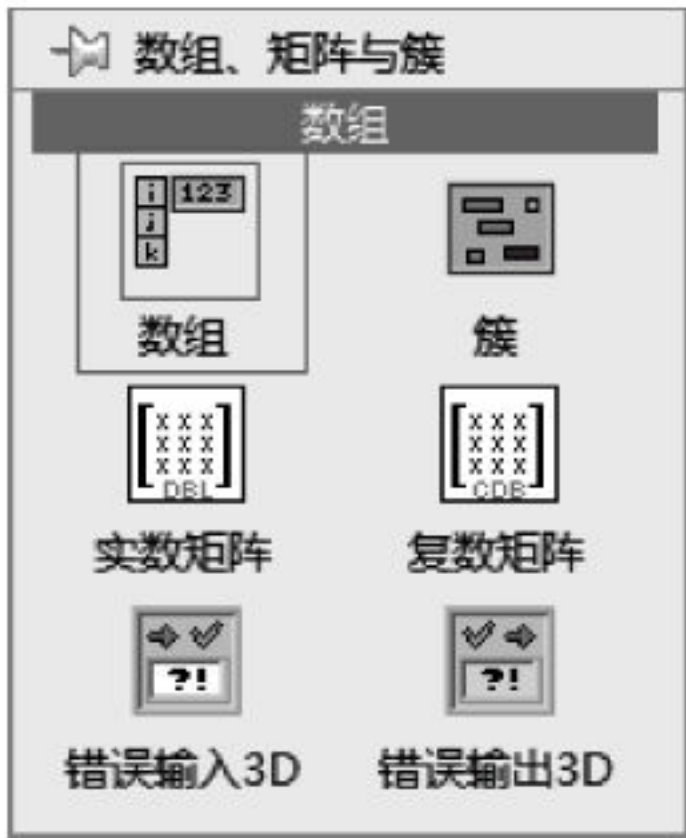 数组、矩阵与簇
数组
i 123
j
k
数组 簇
x x x x x x
x x x x x x
x x x x x x
DBL CDB
实数矩阵 复数矩阵
?! ?!
错误输入3D 错误输出3D